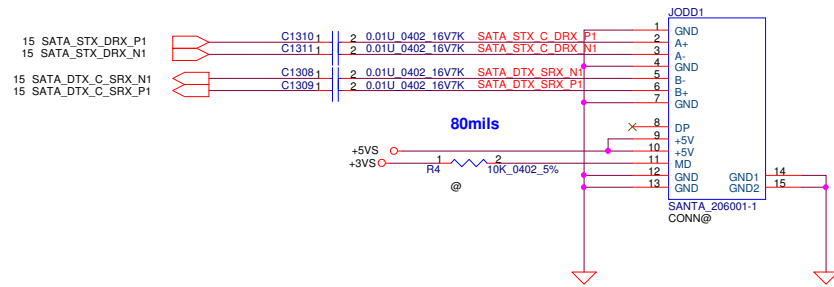 JODD1
15 SATA_STX_DRX_P1 C1310 1 2 0.01U_0402_16V7K SATA_STX_C_DRX_P1
15 SATA_STX_DRX_N1 C1311 1 2 0.01U_0402_16V7K SATA_STX_C_DRX_N1
15 SATA_DTX_C_SRX_N1 C1308 1 2 0.01U_0402_16V7K SATA_DTX_SRX_N1
15 SATA_DTX_C_SRX_P1 C1309 1 2 0.01U_0402_16V7K SATA_DTX_SRX_P1
1 GND
2 A+
3 A-
4 GND
5 B-
6 B+
7 GND
80mils
8 DP
9 +5V
+5VS 10 +5V
+3VS 1 2 11 MD
R4 10K_0402_5%
@
12 GND GND1 14
13 GND GND2 15
SANTA_206001-1
CONN@